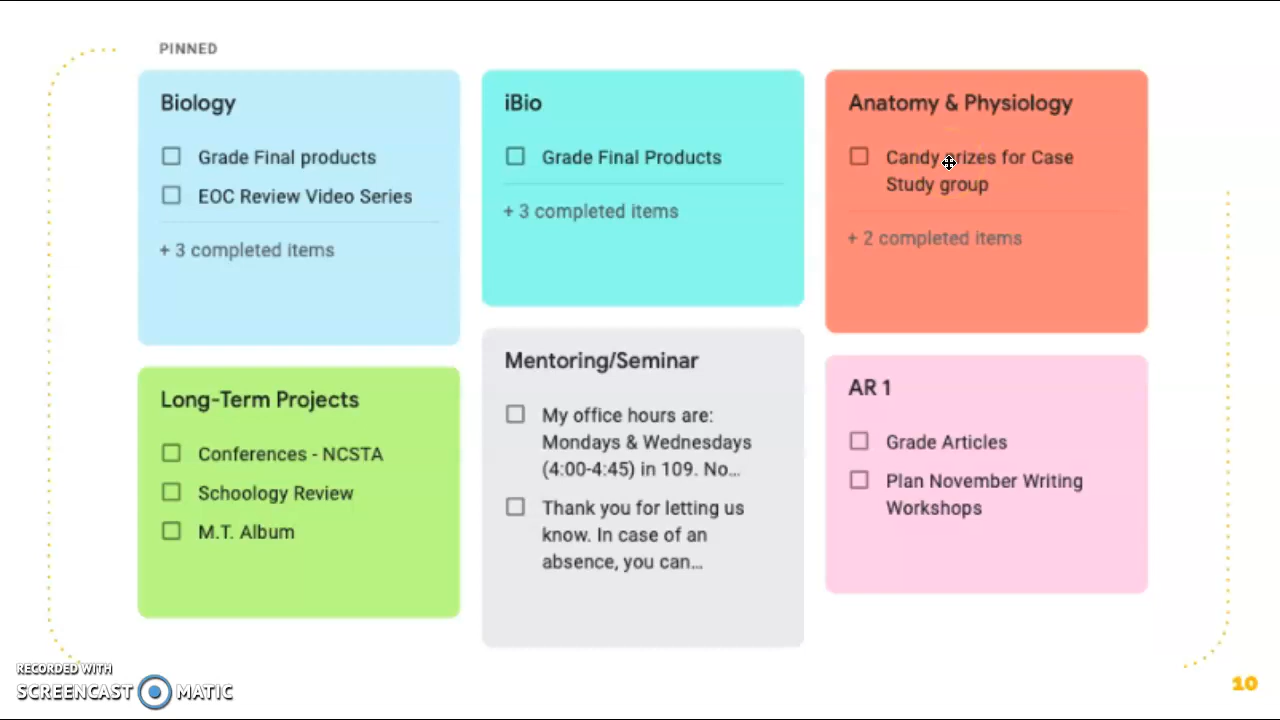 PINNED
Biology
Grade Final products
EOC Review Video Series
+ 3 completed items
iBio
Grade Final Products
+ 3 completed items
Anatomy & Physiology
Candy prizes for Case
Study group
+ 2 completed items
Long-Term Projects
Conferences - NCSTA
Schoology Review
M.T. Album
Mentoring/Seminar
My office hours are:
Mondays & Wednesdays
(4:00-4:45) in 109. No...
Thank you for letting us
know. In case of an
absence, you can...
AR 1
Grade Articles
Plan November Writing
Workshops
RECORDED WITH
SCREENCAST MATIC
10